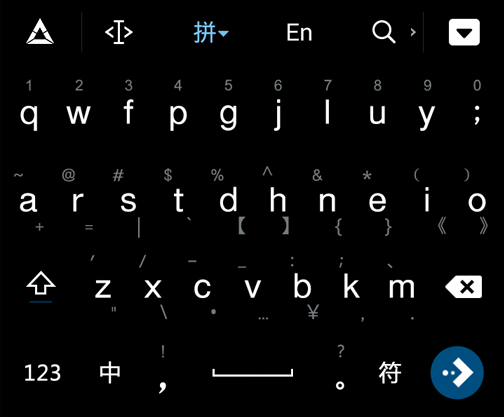 拼 En
1 2 3 4 5 6 7 8 9 0
q w f p g j l u y ;
~ @ # $ % ^ & * ( )
a r s t d h n e i o
+ = | ` 【 】 { } 《 》
′ / – _ : ; 、
z x c v b k m
" \ • … ¥ , .
! ?
123 中 , 。 符